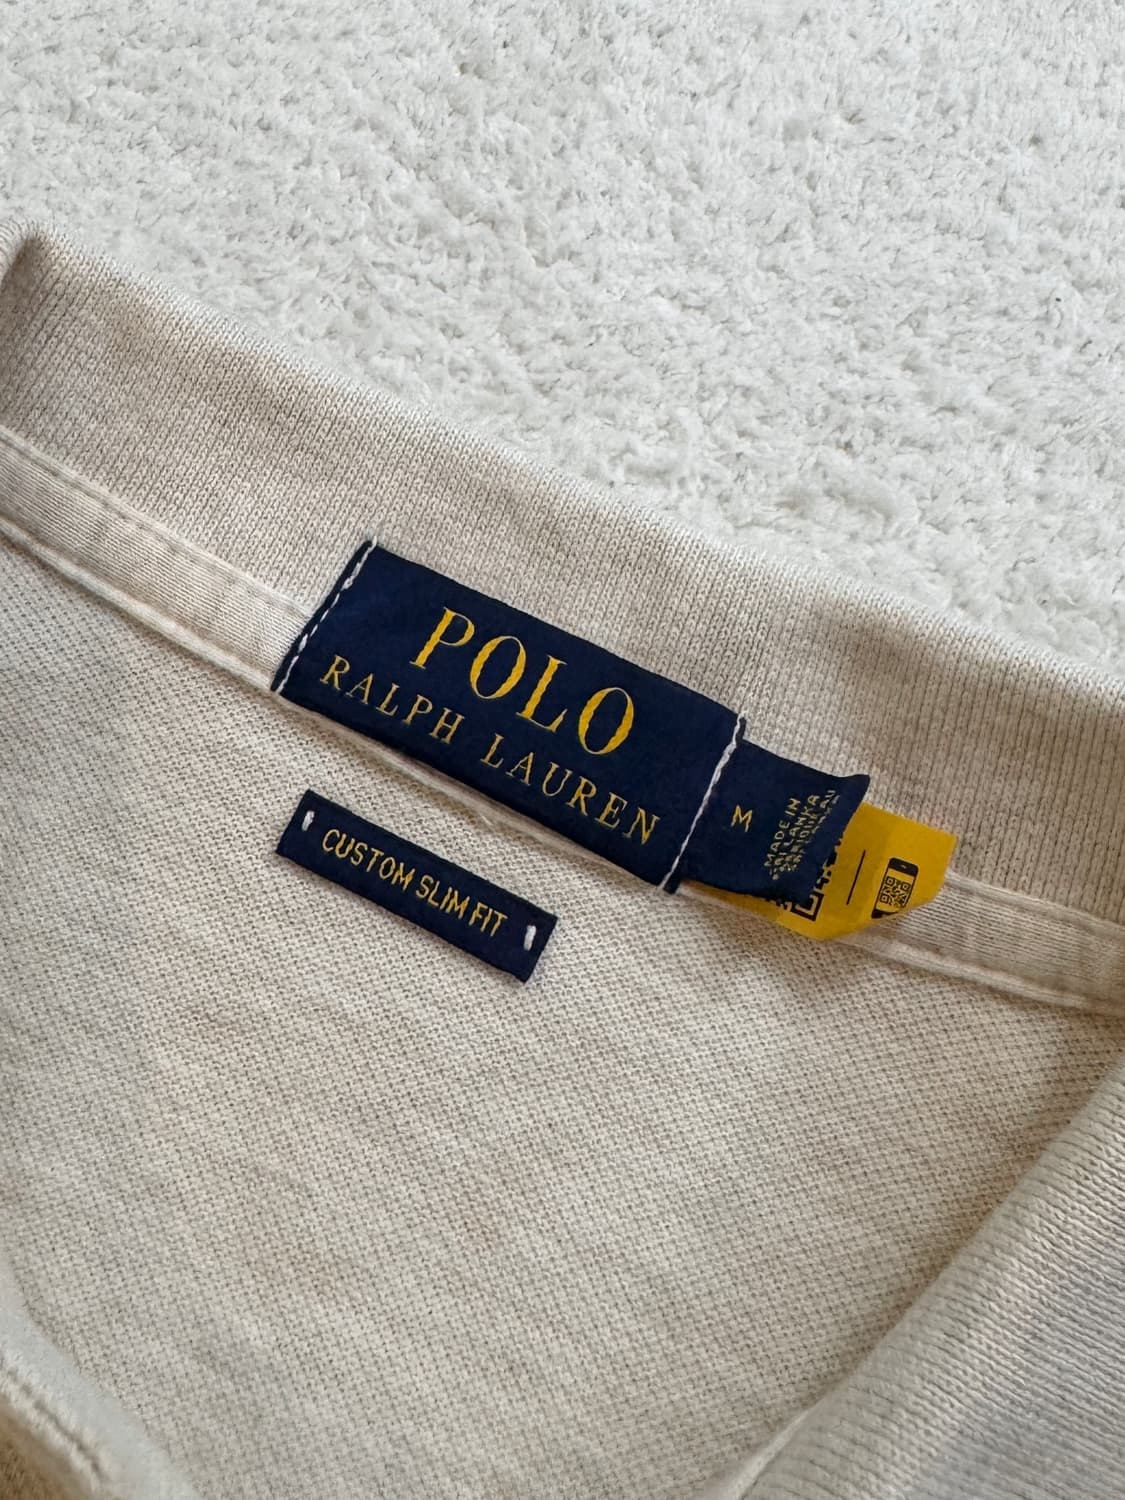 POLO
RALPH LAUREN
M
MADE IN
SRI LANKA
CUSTOM SLIM FIT